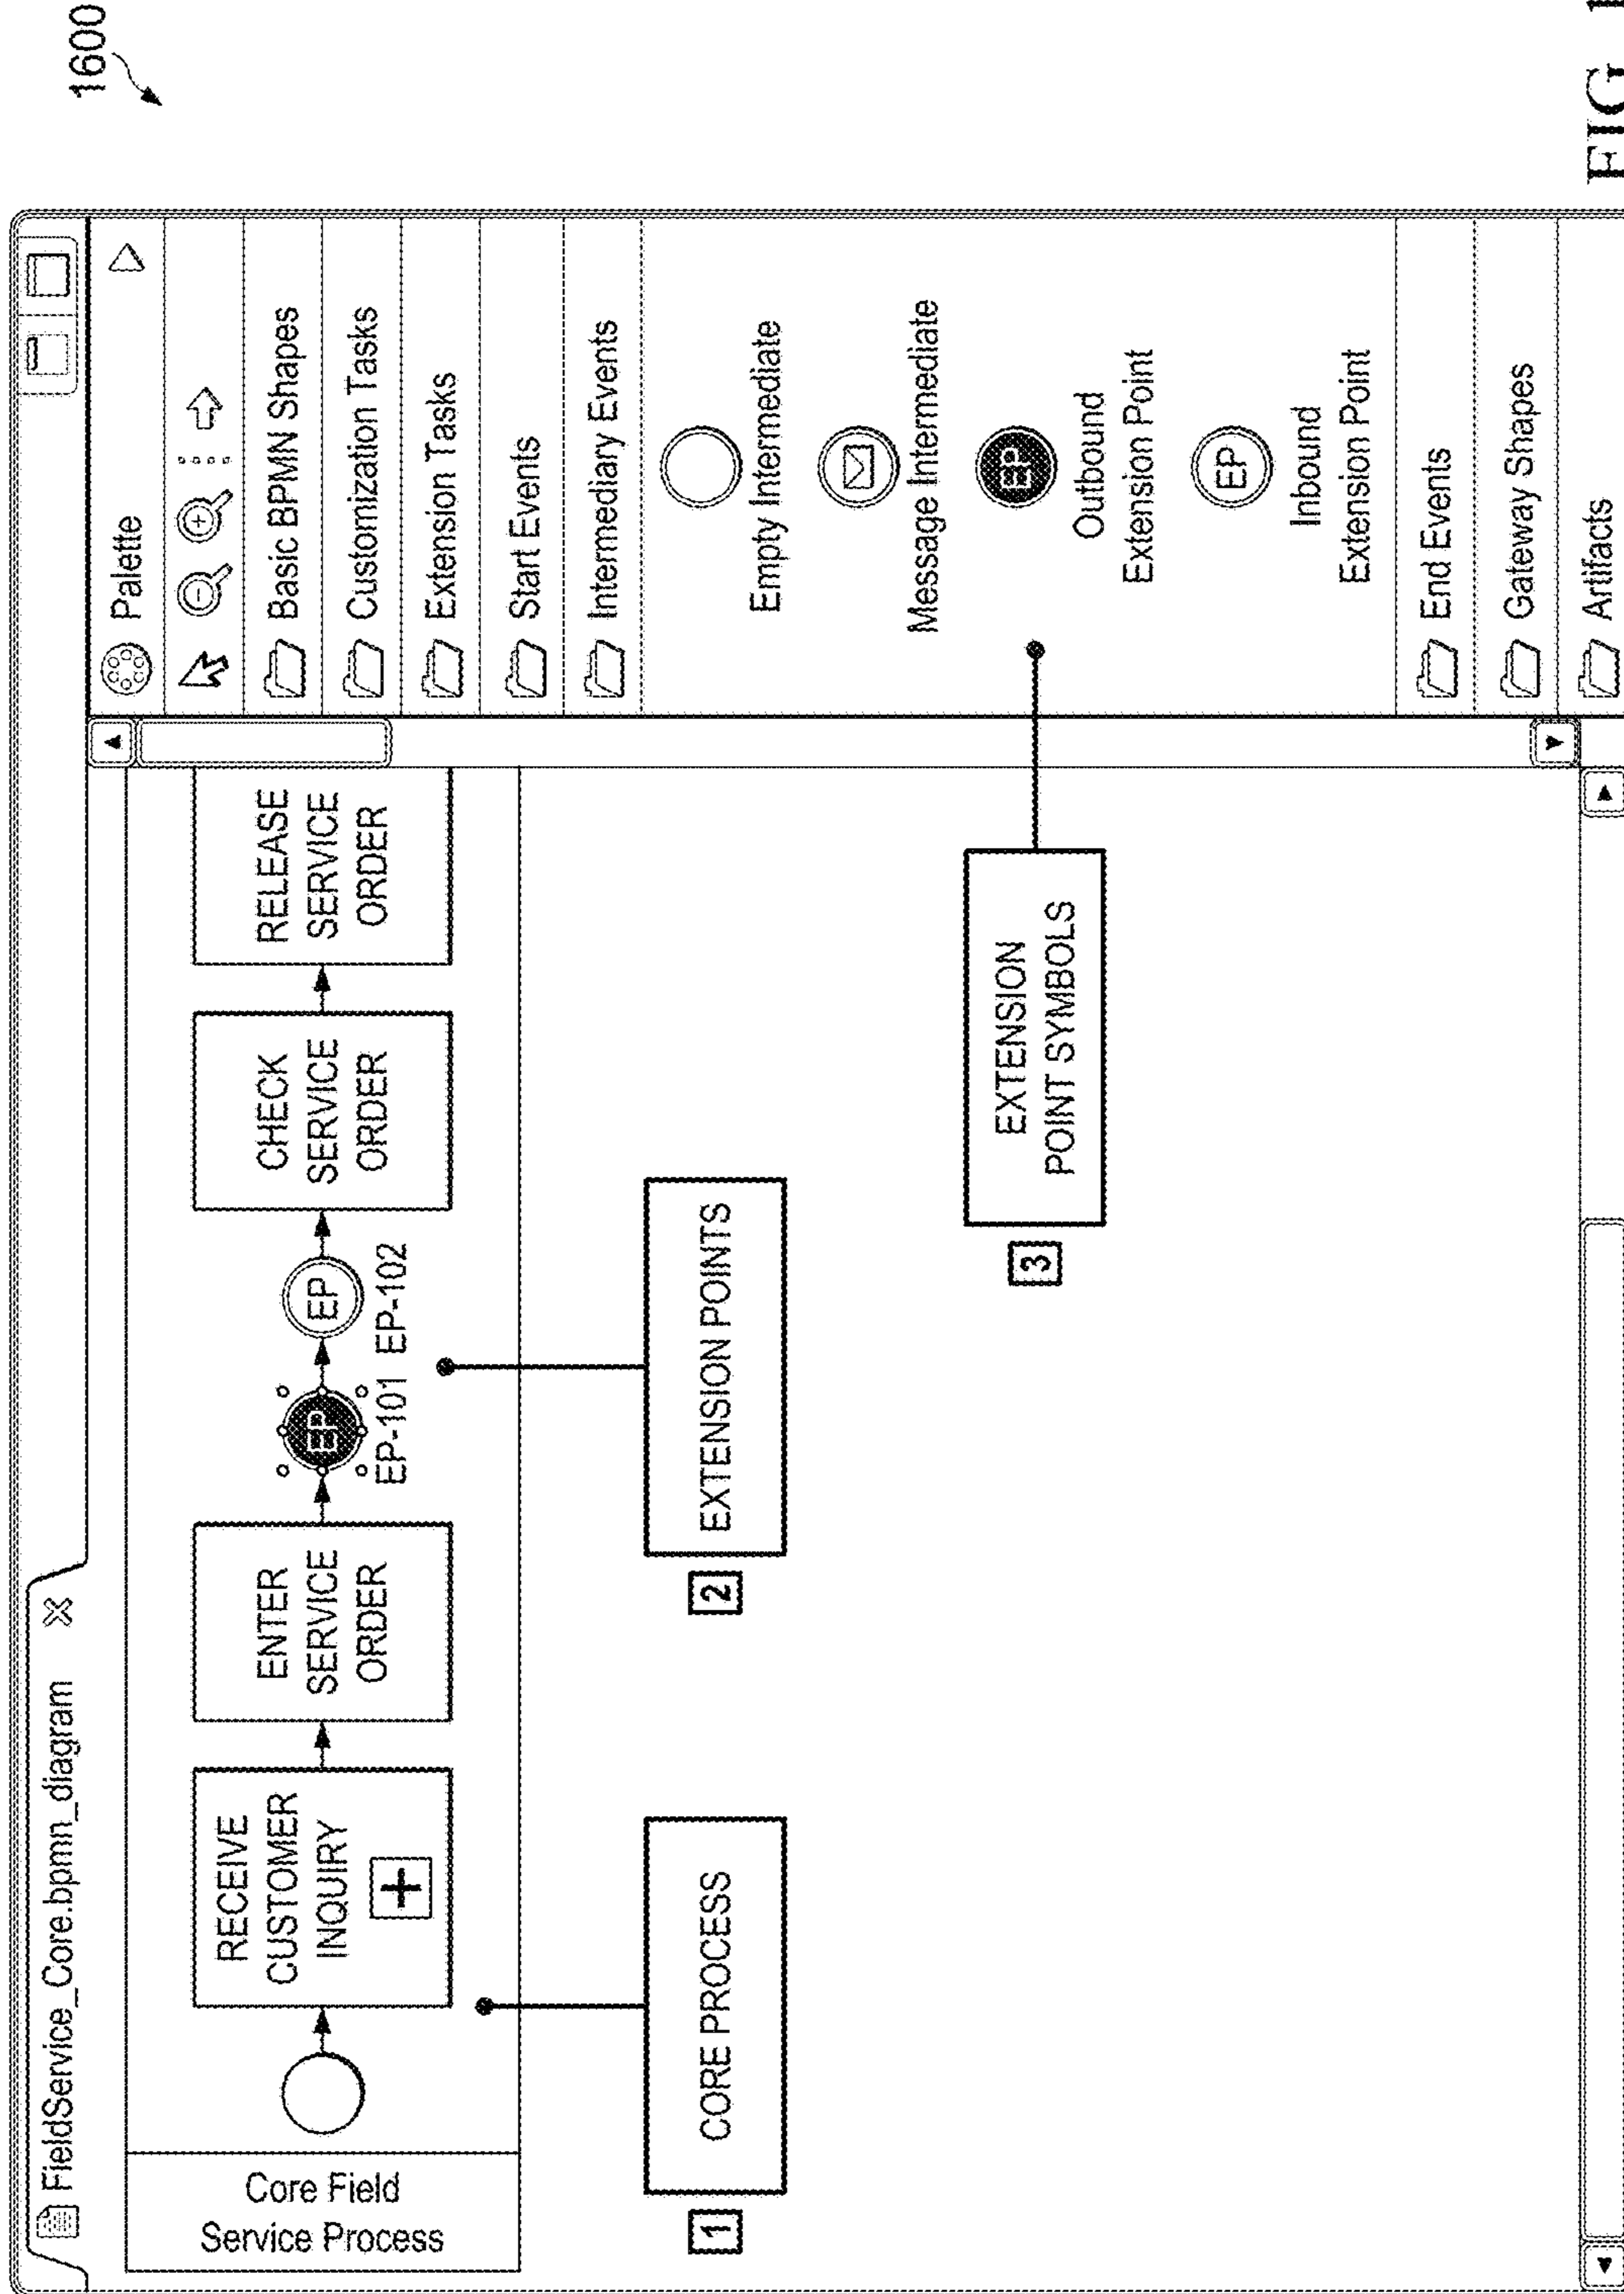 1600
FieldService_Core.bpmn_diagram
Core Field
Service Process
RECEIVE
CUSTOMER
INQUIRY
ENTER
SERVICE
ORDER
EP
EP-101
EP
EP-102
CHECK
SERVICE
ORDER
RELEASE
SERVICE
ORDER
1
CORE PROCESS
2
EXTENSION POINTS
3
EXTENSION
POINT SYMBOLS
Palette
Basic BPMN Shapes
Customization Tasks
Extension Tasks
Start Events
Intermediary Events
Empty Intermediate
Message Intermediate
EP
Outbound
Extension Point
EP
Inbound
Extension Point
End Events
Gateway Shapes
Artifacts
FIG.